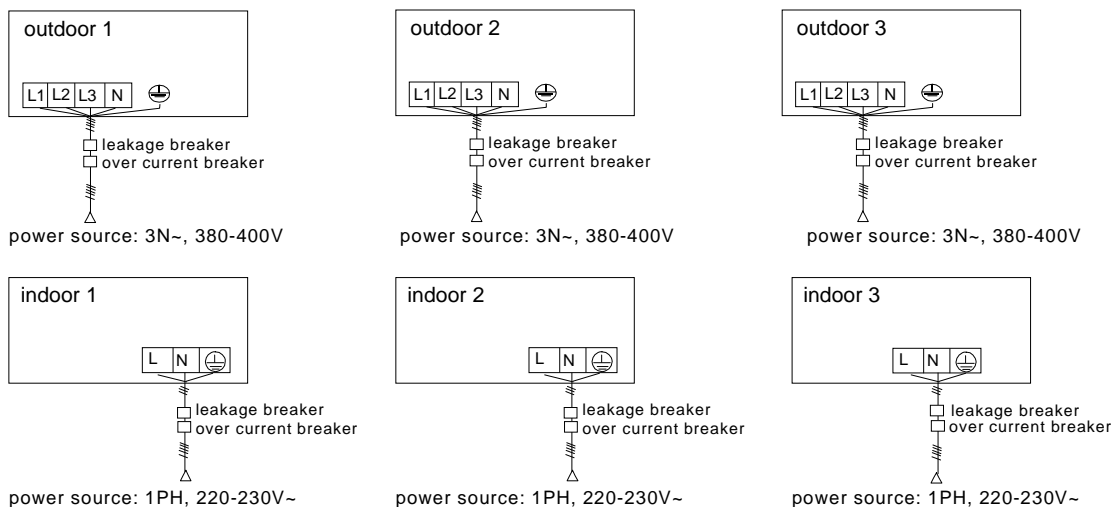 outdoor 1
L1 L2 L3 N
leakage breaker
over current breaker
power source: 3N~, 380-400V
outdoor 2
L1 L2 L3 N
leakage breaker
over current breaker
power source: 3N~, 380-400V
outdoor 3
L1 L2 L3 N
leakage breaker
over current breaker
power source: 3N~, 380-400V
indoor 1
L N
leakage breaker
over current breaker
power source: 1PH, 220-230V~
indoor 2
L N
leakage breaker
over current breaker
power source: 1PH, 220-230V~
indoor 3
L N
leakage breaker
over current breaker
power source: 1PH, 220-230V~